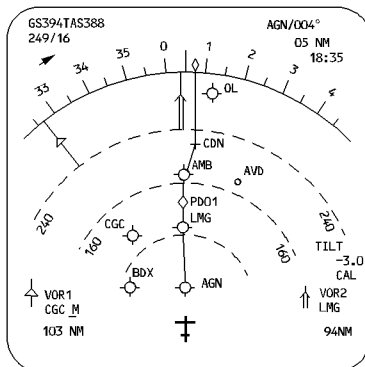 GS394TAS388
249/16
AGN/004°
05 NM
18:35
33
34
35
0
1
2
3
4
OL
CDN
AMB
AVD
PDO1
LMG
CGC
240
160
240
160
TILT
-3.0
CAL
BDX
AGN
VOR1
CGC M
103 NM
VOR2
LMG
94NM